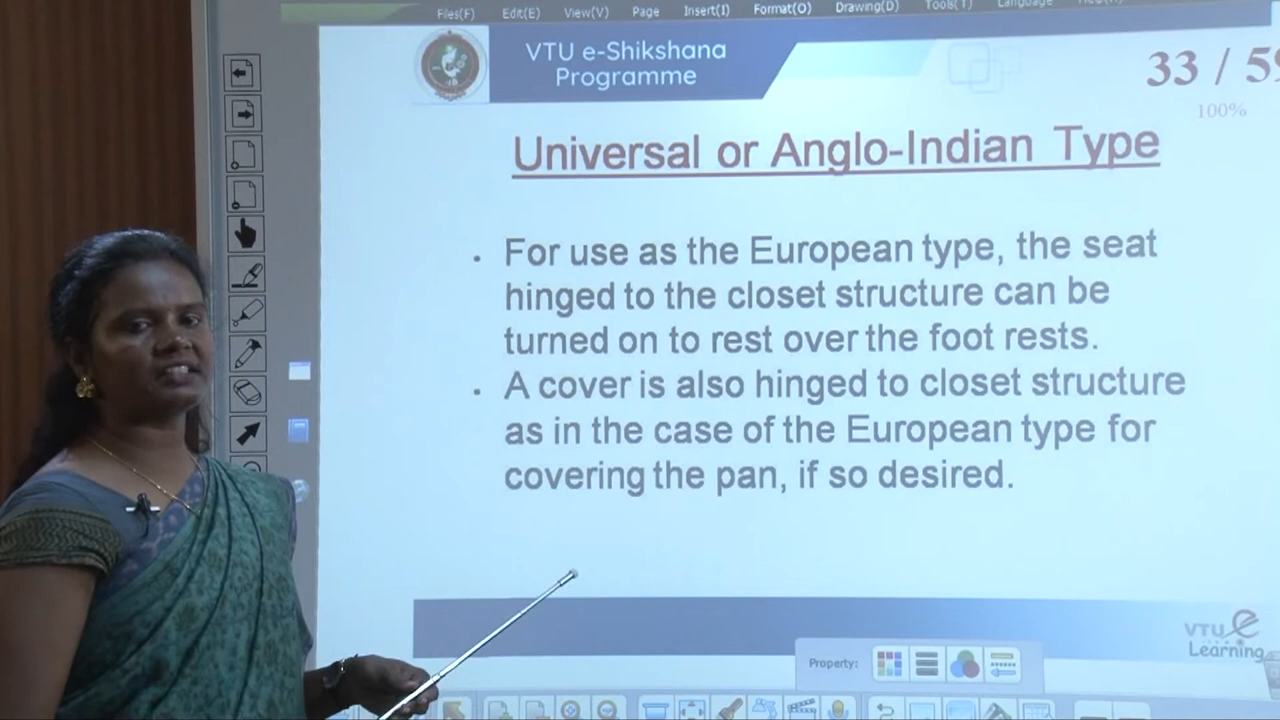 Files(F) Edit(E) View(V) Page Insert(I) Format(O) Drawing(D) Tools(T) Language
VTU e-Shikshana
Programme
33 / 59
100%
Universal or Anglo-Indian Type
• For use as the European type, the seat
hinged to the closet structure can be
turned on to rest over the foot rests.
• A cover is also hinged to closet structure
as in the case of the European type for
covering the pan, if so desired.
VTU e
Learning
Property: